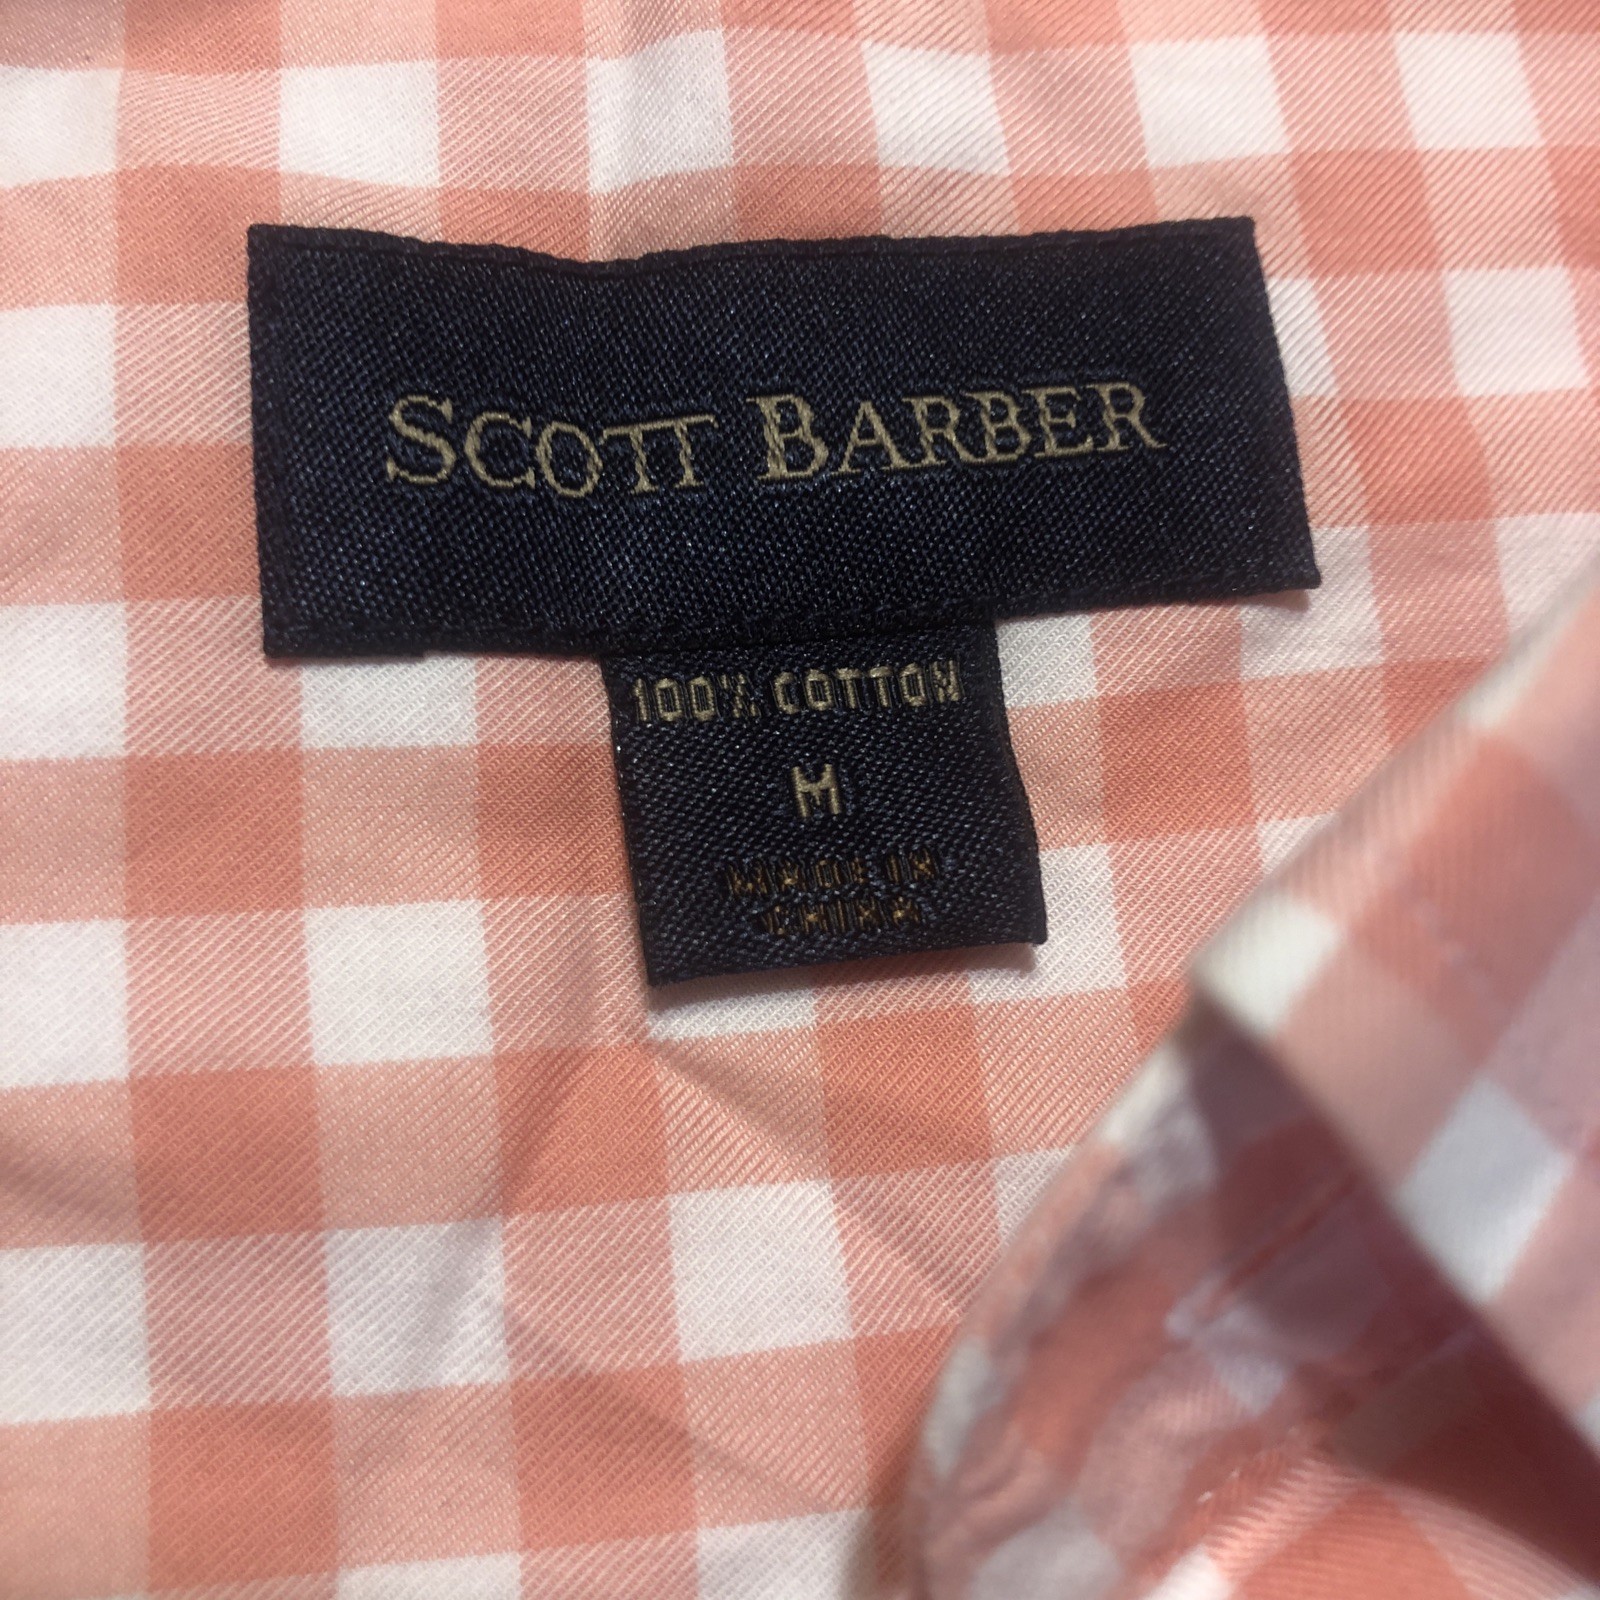 SCOTT BARBER
100% COTTON
M
MADE IN
CHINA